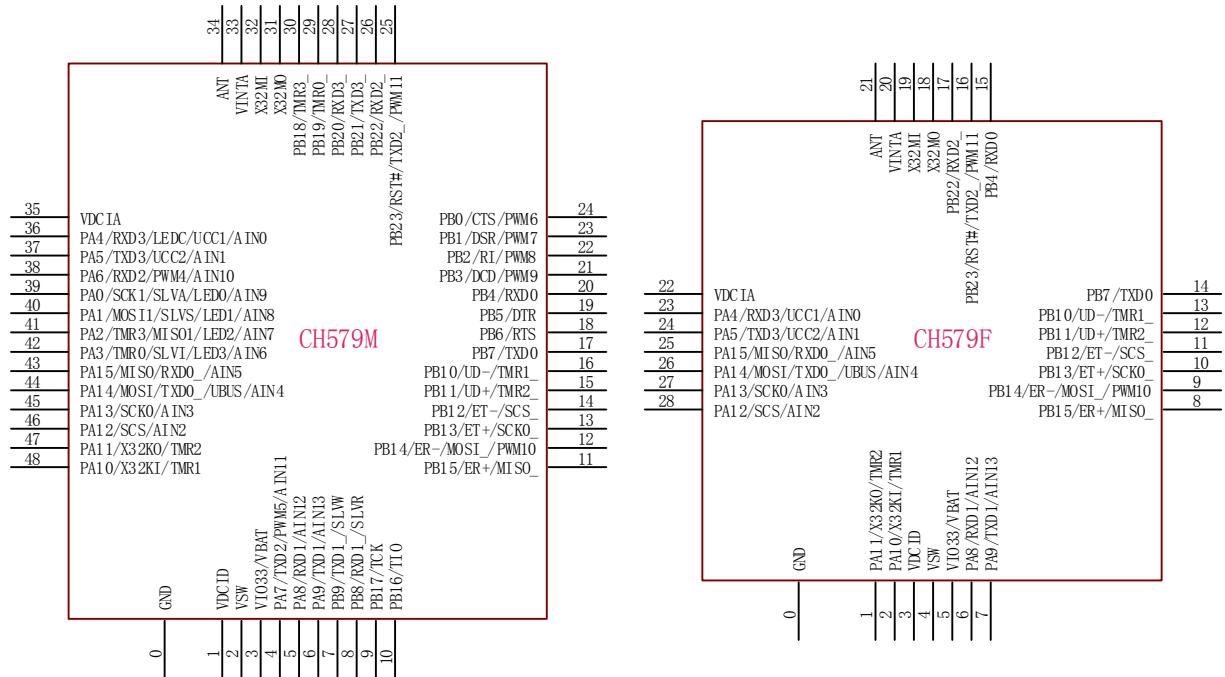 34 33 32 31 30 29 28 27 26 25
ANT
VINTA
X32MI
X32MO
PB18/TMR3_
PB19/TMR0_
PB20/RXD3_
PB21/TXD3_
PB22/RXD2_
PB23/RST#/TXD2_/PWM11
35 VDCIA
36 PA4/RXD3/LEDC/UCC1/AIN0
37 PA5/TXD3/UCC2/AIN1
38 PA6/RXD2/PWM4/AIN10
39 PA0/SCK1/SLVA/LED0/AIN9
40 PA1/MOSI1/SLVS/LED1/AIN8
41 PA2/TMR3/MISO1/LED2/AIN7
42 PA3/TMR0/SLVI/LED3/AIN6
43 PA15/MISO/RXD0_/AIN5
44 PA14/MOSI/TXD0_/UBUS/AIN4
45 PA13/SCK0/AIN3
46 PA12/SCS/AIN2
47 PA11/X32KO/TMR2
48 PA10/X32KI/TMR1
CH579M
PB0/CTS/PWM6 24
PB1/DSR/PWM7 23
PB2/RI/PWM8 22
PB3/DCD/PWM9 21
PB4/RXD0 20
PB5/DTR 19
PB6/RTS 18
PB7/TXD0 17
PB10/UD-/TMR1_ 16
PB11/UD+/TMR2_ 15
PB12/ET-/SCS_ 14
PB13/ET+/SCK0_ 13
PB14/ER-/MOSI_/PWM10 12
PB15/ER+/MISO_ 11
GND
VDCID
VSW
VIO33/VBAT
PA7/TXD2/PWM5/AIN11
PA8/RXD1/AIN12
PA9/TXD1/AIN13
PB9/TXD1_/SLVW
PB8/RXD1_/SLVR
PB17/TCK
PB16/TIO
0 1 2 3 4 5 6 7 8 9 10
21 20 19 18 17 16 15
ANT
VINTA
X32MI
X32MO
PB22/RXD2_
PB23/RST#/TXD2_/PWM11
PB4/RXD0
22 VDCIA
23 PA4/RXD3/UCC1/AIN0
24 PA5/TXD3/UCC2/AIN1
25 PA15/MISO/RXD0_/AIN5
26 PA14/MOSI/TXD0_/UBUS/AIN4
27 PA13/SCK0/AIN3
28 PA12/SCS/AIN2
CH579F
PB7/TXD0 14
PB10/UD-/TMR1_ 13
PB11/UD+/TMR2_ 12
PB12/ET-/SCS_ 11
PB13/ET+/SCK0_ 10
PB14/ER-/MOSI_/PWM10 9
PB15/ER+/MISO_ 8
GND
PA11/X32KO/TMR2
PA10/X32KI/TMR1
VDCID
VSW
VIO33/VBAT
PA8/RXD1/AIN12
PA9/TXD1/AIN13
0 1 2 3 4 5 6 7